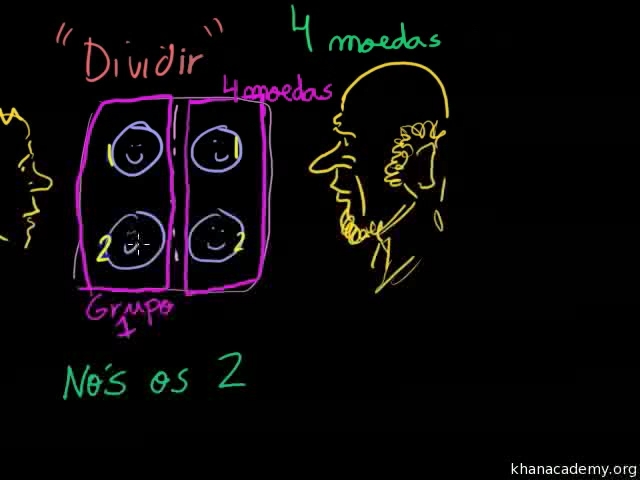 "Dividir"
4 moedas
4 moedas
1 1
2 2
Grupo
1
Nós os 2
khanacademy.org